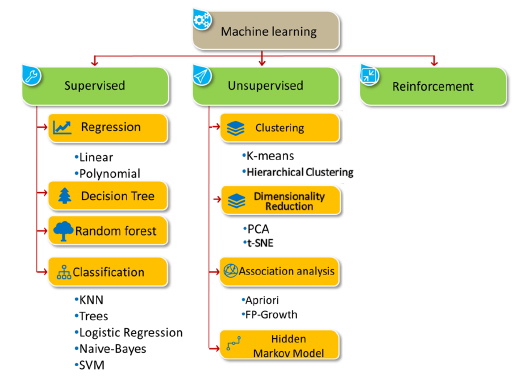 Machine learning
Supervised
Unsupervised
Reinforcement
Regression
•Linear
•Polynomial
Decision Tree
Random forest
Classification
•KNN
•Trees
•Logistic Regression
•Naive-Bayes
•SVM
Clustering
•K-means
•Hierarchical Clustering
Dimensionality
Reduction
•PCA
•t-SNE
Association analysis
•Apriori
•FP-Growth
Hidden
Markov Model